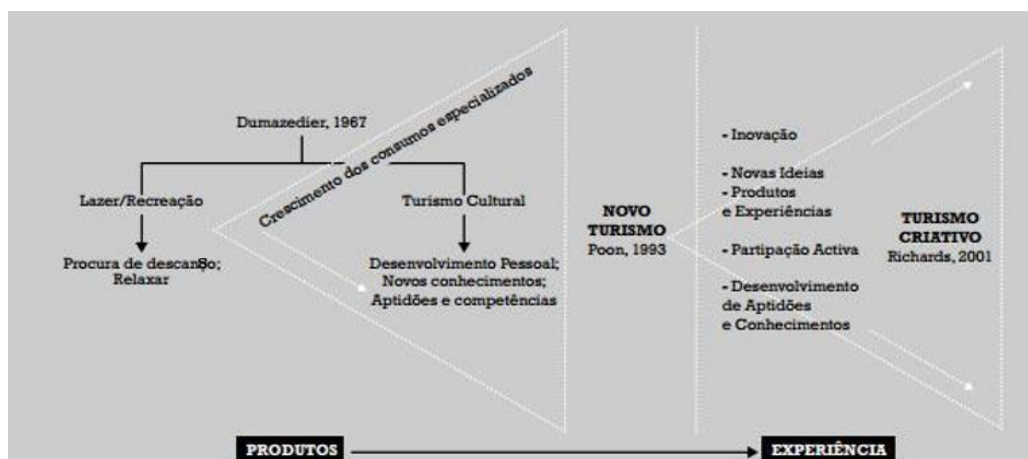 Dumazedier, 1967
Crescimento dos consumos especializados
Lazer/Recreação
Turismo Cultural
Procura de descanso;
Relaxar
Desenvolvimento Pessoal;
Novos conhecimentos;
Aptidões e competências
NOVO
TURISMO
Poon, 1993
- Inovação
- Novas Ideias
- Produtos
e Experiências
- Partipação Activa
- Desenvolvimento
de Aptidões
e Conhecimentos
TURISMO
CRIATIVO
Richards, 2001
PRODUTOS
EXPERIÊNCIA